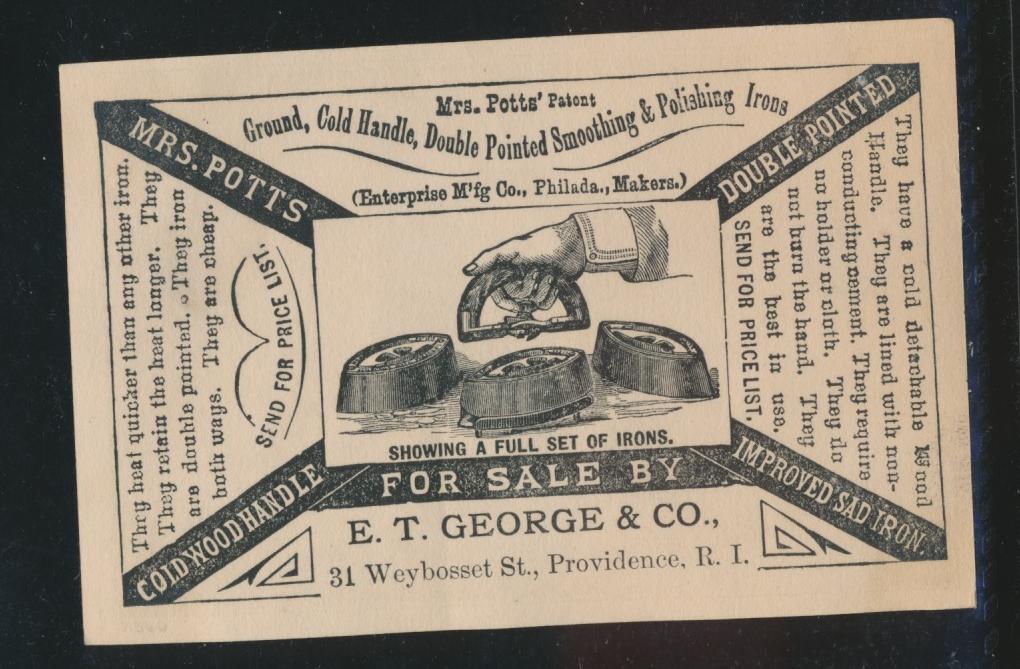 Mrs. Potts' Patent
Ground, Cold Handle, Double Pointed Smoothing & Polishing Irons
(Enterprise M'fg Co., Philada., Makers.)
MRS. POTTS
DOUBLE POINTED
They heat quicker than any other iron.
They retain the heat longer. They
are double pointed. They iron
both ways. They are cheap.
SEND FOR PRICE LIST.
They have a cold detachable Wood
Handle. They are lined with non-
conducting cement. They require
no holder or cloth. They do
not burn the hand. They
are the best in use.
SEND FOR PRICE LIST.
SHOWING A FULL SET OF IRONS.
COLD WOOD HANDLE
IMPROVED SAD IRON.
FOR SALE BY
E. T. GEORGE & CO.,
31 Weybosset St., Providence, R. I.